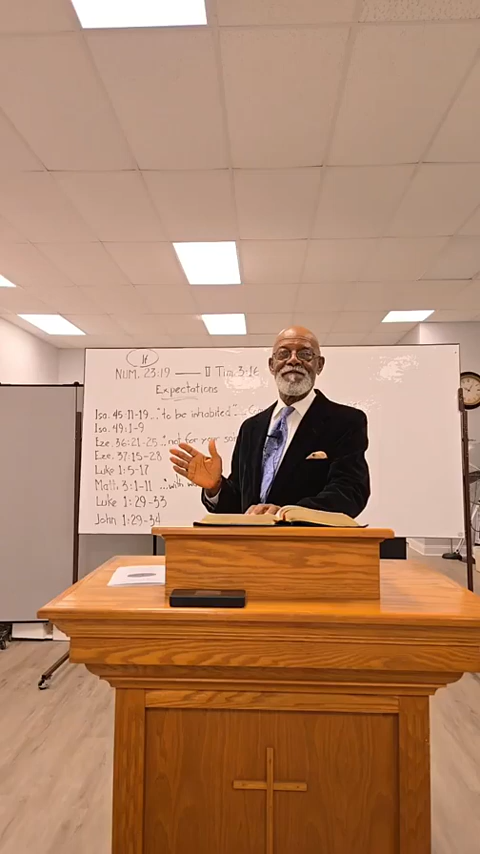 If
NUM. 23:19 —— II Tim. 3:16
Expectations
Isa. 45:11-19..."to be inhabited"...
Isa. 49:1-9
Eze. 36:21-25..."not for your
Eze. 37:15-28
Luke 1:5-17
Matt. 3:1-11 ..."with
Luke 1:29-33
John 1:29-34